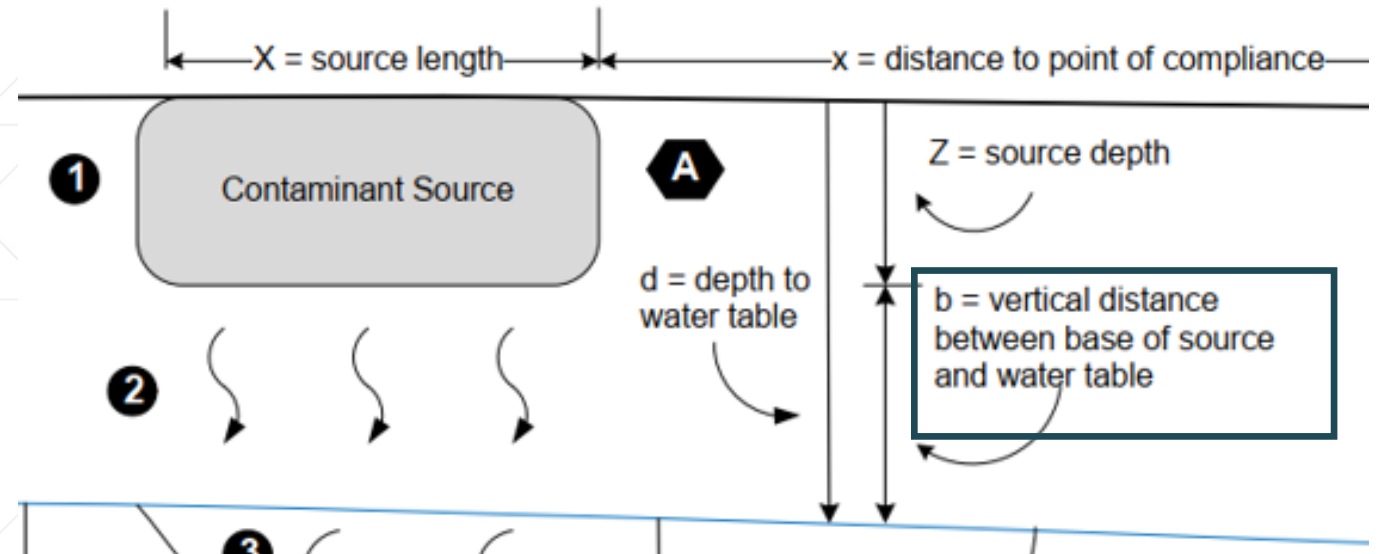 X = source length
x = distance to point of compliance
1
Contaminant Source
A
Z = source depth
d = depth to
water table
b = vertical distance
between base of source
and water table
2
3